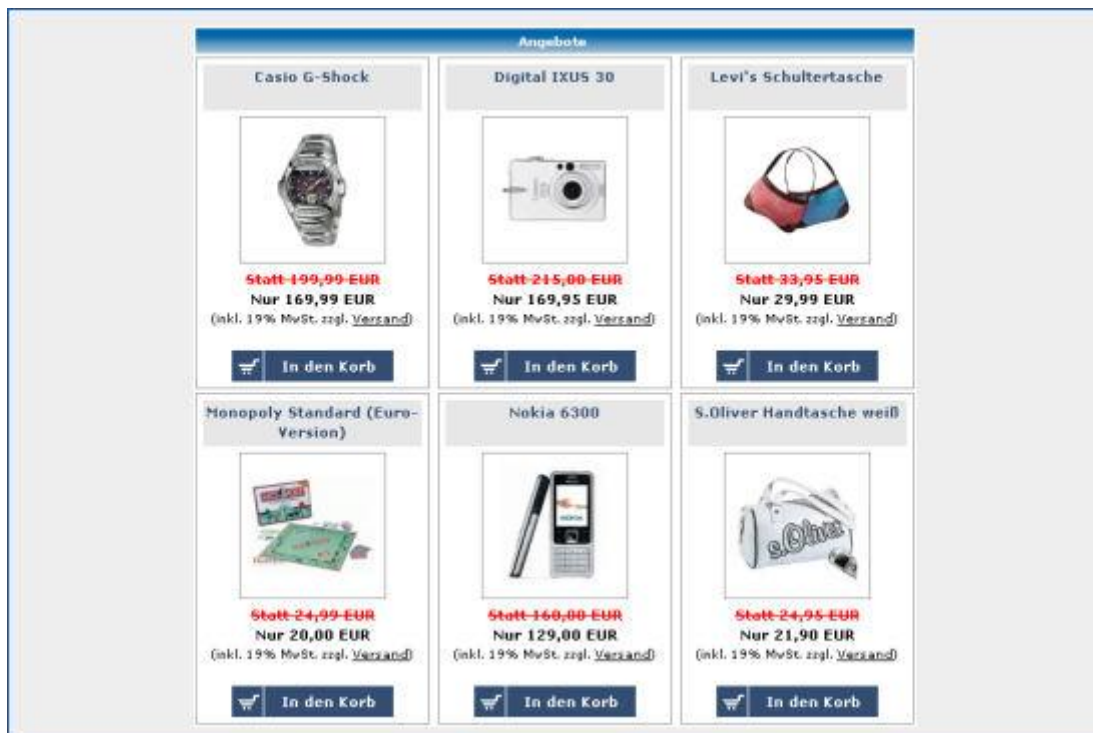 Angebote
Casio G-Shock
Digital IXUS 30
Levi's Schultertasche
Statt 199,99 EUR
Nur 169,99 EUR
(inkl. 19% MwSt. zzgl. Versand)
In den Korb
Statt 215,00 EUR
Nur 169,95 EUR
(inkl. 19% MwSt. zzgl. Versand)
In den Korb
Statt 33,95 EUR
Nur 29,99 EUR
(inkl. 19% MwSt. zzgl. Versand)
In den Korb
Monopoly Standard (Euro-
Version)
Nokia 6300
S.Oliver Handtasche weiß
NOKIA
s.Oliver
Statt 24,99 EUR
Nur 20,00 EUR
(inkl. 19% MwSt. zzgl. Versand)
In den Korb
Statt 160,00 EUR
Nur 129,00 EUR
(inkl. 19% MwSt. zzgl. Versand)
In den Korb
Statt 24,95 EUR
Nur 21,90 EUR
(inkl. 19% MwSt. zzgl. Versand)
In den Korb